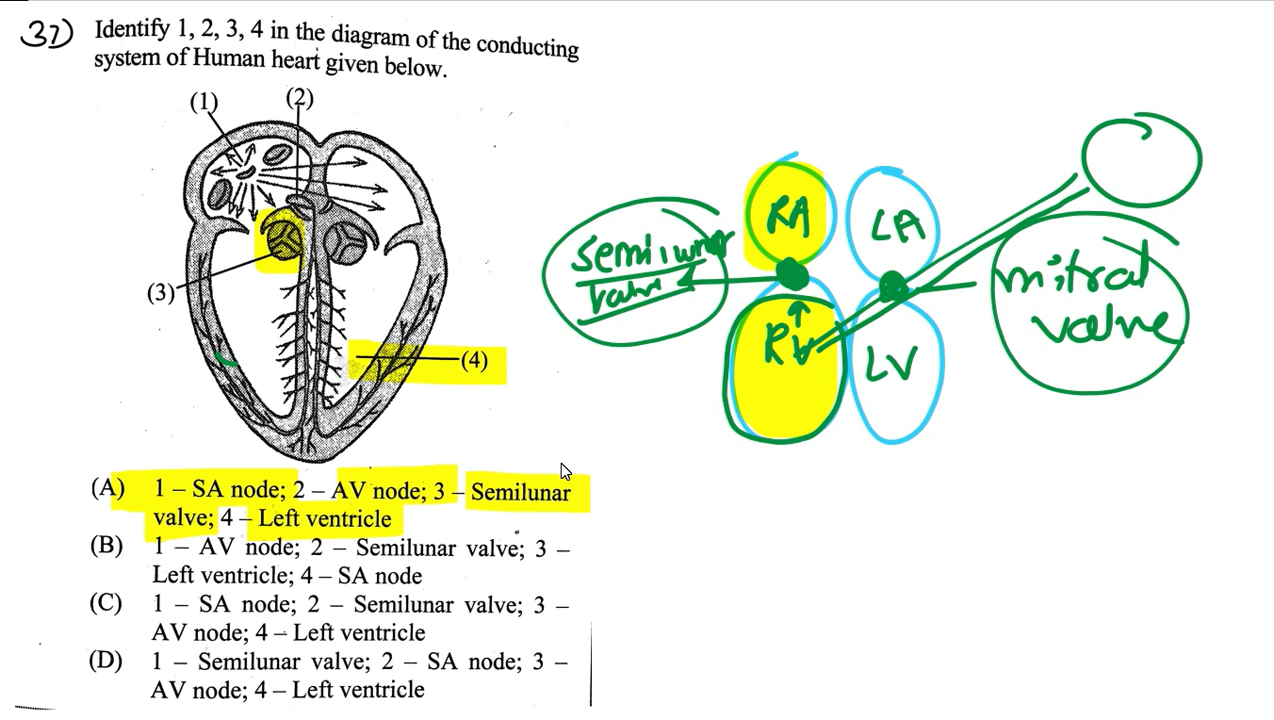 37) Identify 1, 2, 3, 4 in the diagram of the conducting
system of Human heart given below.
(1)
(2)
(3)
(4)
RA
LA
RV
LV
semilunar
valve
mitral
valve
(A) 1 – SA node; 2 – AV node; 3 – Semilunar
valve; 4 – Left ventricle
(B) 1 – AV node; 2 – Semilunar valve; 3 –
Left ventricle; 4 – SA node
(C) 1 – SA node; 2 – Semilunar valve; 3 –
AV node; 4 – Left ventricle
(D) 1 – Semilunar valve; 2 – SA node; 3 –
AV node; 4 – Left ventricle